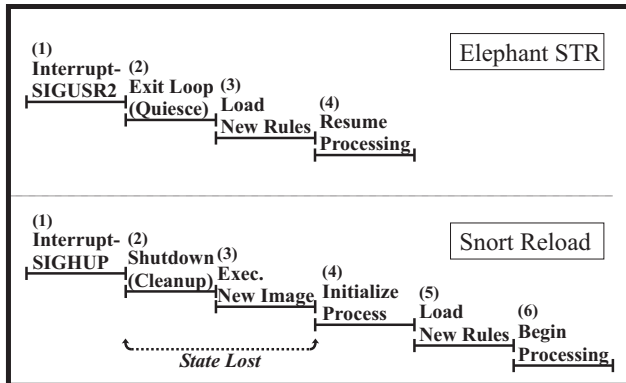 Elephant STR
(1)
Interrupt-
SIGUSR2
(2)
Exit Loop
(Quiesce)
(3)
Load
New Rules
(4)
Resume
Processing
Snort Reload
(1)
Interrupt-
SIGHUP
(2)
Shutdown
(Cleanup)
(3)
Exec.
New Image
(4)
Initialize
Process
(5)
Load
New Rules
(6)
Begin
Processing
State Lost